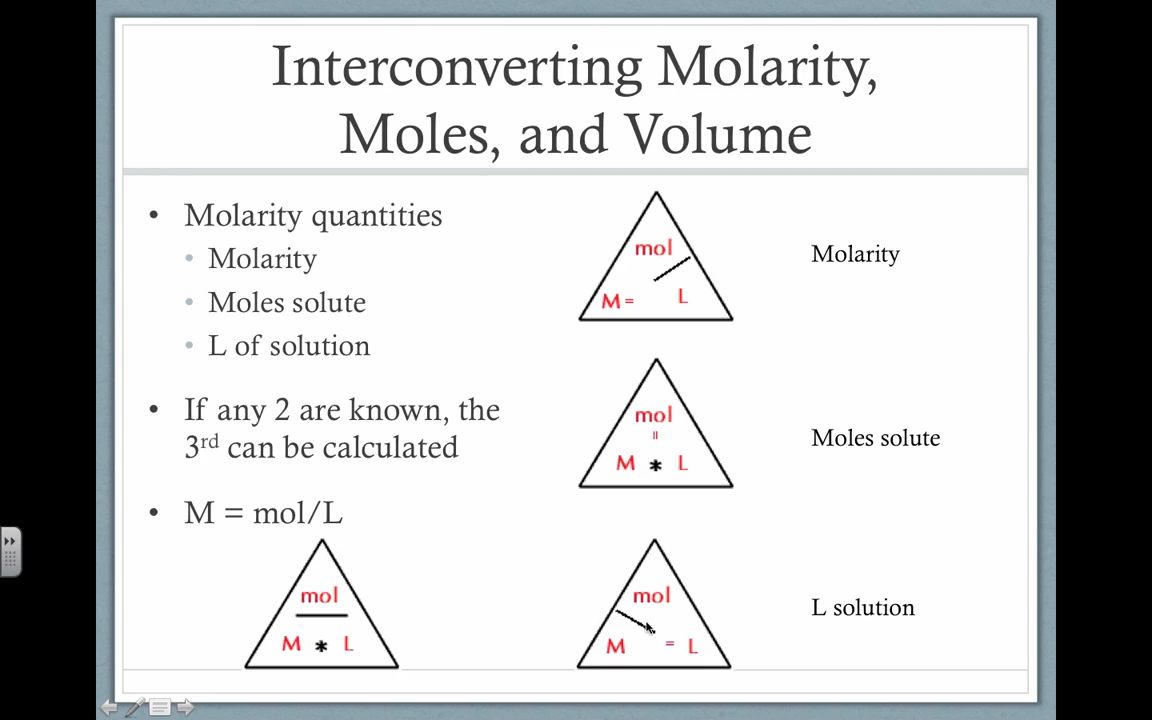 Interconverting Molarity,
Moles, and Volume
• Molarity quantities
• Molarity
• Moles solute
• L of solution
• If any 2 are known, the
3rd can be calculated
• M = mol/L
mol
M * L
mol
M = L
Molarity
mol
=
M * L
Moles solute
mol
M = L
L solution